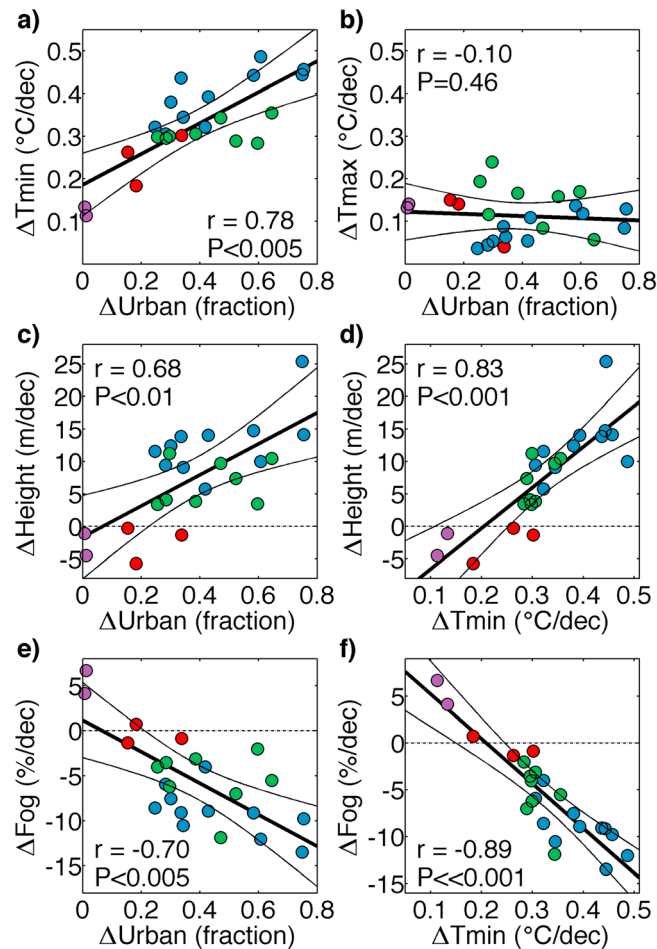 a)
ΔTmin (°C/dec)
0.5
0.4
0.3
0.2
0.1
r = 0.78
P<0.005
0 0.2 0.4 0.6 0.8
ΔUrban (fraction)
b)
ΔTmax (°C/dec)
0.5
0.4
0.3
0.2
0.1
r = -0.10
P=0.46
0 0.2 0.4 0.6 0.8
ΔUrban (fraction)
c)
ΔHeight (m/dec)
25
20
15
10
5
0
-5
r = 0.68
P<0.01
0 0.2 0.4 0.6 0.8
ΔUrban (fraction)
d)
ΔHeight (m/dec)
25
20
15
10
5
0
-5
r = 0.83
P<0.001
0.1 0.2 0.3 0.4 0.5
ΔTmin (°C/dec)
e)
ΔFog (%/dec)
5
0
-5
-10
-15
r = -0.70
P<0.005
0 0.2 0.4 0.6 0.8
ΔUrban (fraction)
f)
ΔFog (%/dec)
5
0
-5
-10
-15
r = -0.89
P<<0.001
0.1 0.2 0.3 0.4 0.5
ΔTmin (°C/dec)